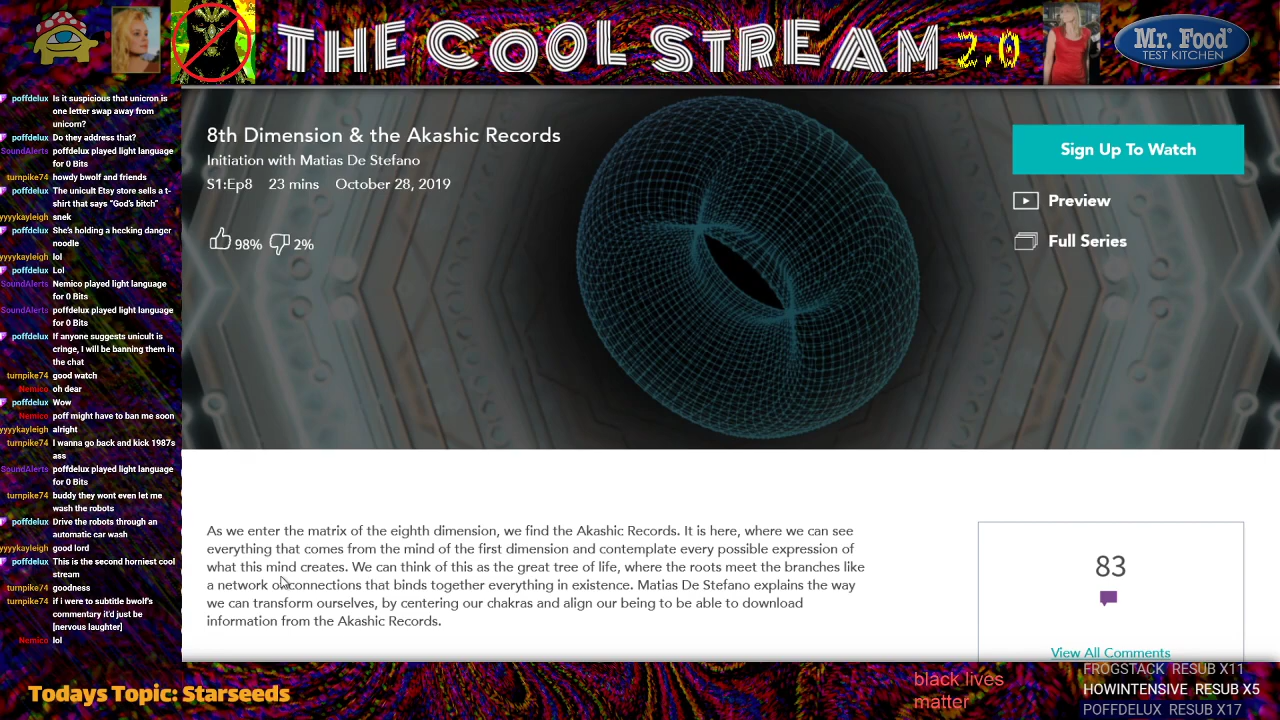 THE COOL STREAM 2.0
Mr. Food®
TEST KITCHEN
poffdelux Is it suspicious that unicron is
one letter swap away from
unicorn?
poffdelux Do they address that?
SoundAlerts poffdelux played light language
for 0 Bits
turnpike74 howdy bwolf and friends
poffdelux The unicult Etsy store sells a t-
shirt that says "God's bitch"
yyyykayleigh snek
poffdelux She's holding a hecking danger
noodle
yyyykayleigh lol
poffdelux Lol
SoundAlerts Nemico played light language
for 0 Bits
SoundAlerts poffdelux played light language
for 0 Bits
poffdelux If anyone suggests unicult is
cringe, I will be banning them in
the chat
turnpike74 good watch
Nemico oh dear
poffdelux Wow
Nemico poff might have to ban me soon
yyyykayleigh alright
turnpike74 I wanna go back and kick 1987s
ass
SoundAlerts poffdelux played light language
for 0 Bits
turnpike74 buddy they wont even let me
wash the robots
poffdelux Drive the robots through an
automatic car wash
yyyykayleigh good lord
poffdelux This is the second horniest cool
stream
turnpike74 goodness
turnpike74 if i were to subtitle bwolf's
commentary it'd just be
[nervous laughter]
Nemico lol
8th Dimension & the Akashic Records
Initiation with Matias De Stefano
S1:Ep8 23 mins October 28, 2019
98% 2%
Sign Up To Watch
Preview
Full Series
As we enter the matrix of the eighth dimension, we find the Akashic Records. It is here, where we can see
everything that comes from the mind of the first dimension and contemplate every possible expression of
what this mind creates. We can think of this as the great tree of life, where the roots meet the branches like
a network of connections that binds together everything in existence. Matias De Stefano explains the way
we can transform ourselves, by centering our chakras and align our being to be able to download
information from the Akashic Records.
83
View All Comments
Todays Topic: Starseeds
black lives
matter
FROGSTACK RESUB X11
HOWINTENSIVE RESUB X5
POFFDELUX RESUB X17